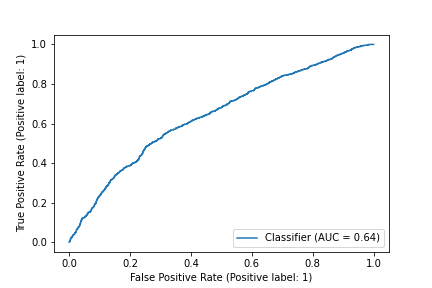 1.0
0.8
0.6
0.4
0.2
0.0
True Positive Rate (Positive label: 1)
Classifier (AUC = 0.64)
0.0 0.2 0.4 0.6 0.8 1.0
False Positive Rate (Positive label: 1)